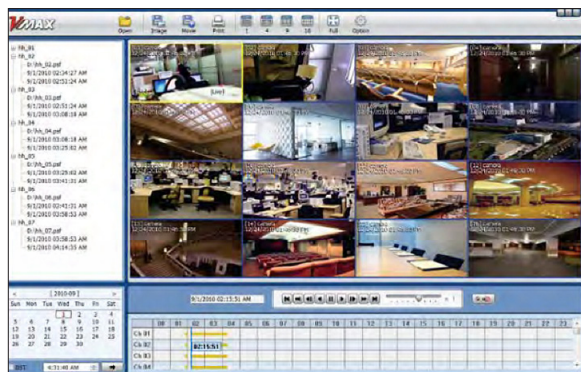 VMAX
Open Image Movie Print 1 4 9 16 Full Option
hh_01
hh_02
D:\hh_02.psf
9/1/2010 02:34:27 AM
9/1/2010 02:51:24 AM
hh_03
D:\hh_03.psf
9/1/2010 02:51:24 AM
9/1/2010 03:08:18 AM
hh_04
D:\hh_04.psf
9/1/2010 03:08:18 AM
9/1/2010 03:25:02 AM
hh_05
D:\hh_05.psf
9/1/2010 03:25:02 AM
9/1/2010 03:41:31 AM
hh_06
D:\hh_06.psf
9/1/2010 03:41:31 AM
9/1/2010 03:58:53 AM
hh_07
D:\hh_07.psf
9/1/2010 03:58:53 AM
9/1/2010 04:14:35 AM
[Live]
< [ 2010-09 ] >
Sun Mon Tue Wed Thu Fri Sat
1 2 3 4
5 6 7 8 9 10 11
12 13 14 15 16 17 18
19 20 21 22 23 24 25
26 27 28 29 30
DST 4:31:40 AM
9/1/2010 02:15:51 AM
× 1
00 01 02 03 04 05 06 07 08 09 10 11 12 13 14 15 16 17 18 19 20 21 22 23
Ch 01
Ch 02 02:15:51
Ch 03
Ch 04